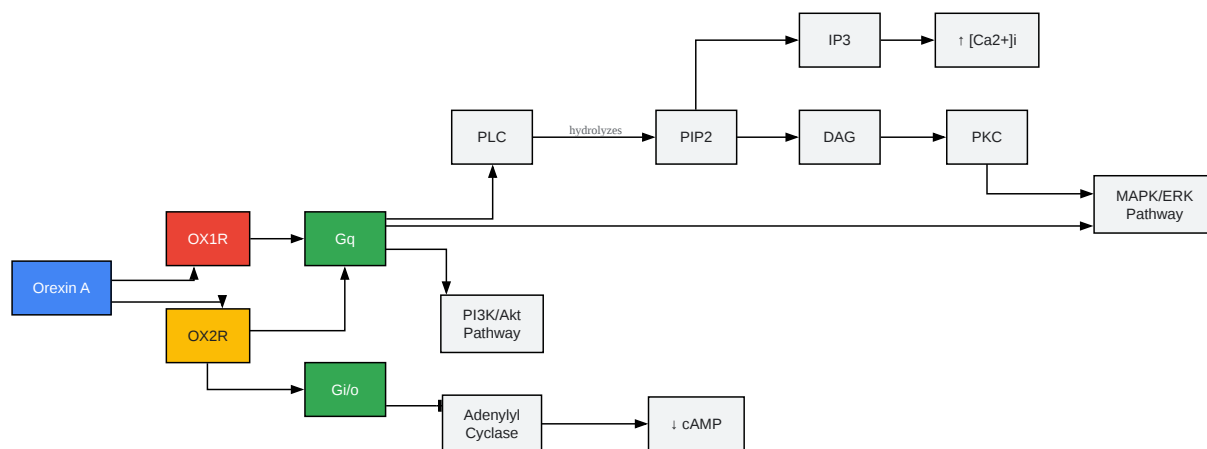 IP3
↑ [Ca2+]i
PLC
hydrolyzes
PIP2
DAG
PKC
MAPK/ERK
Pathway
OX1R
Gq
Orexin A
PI3K/Akt
Pathway
OX2R
Gi/o
Adenylyl
Cyclase
↓ cAMP